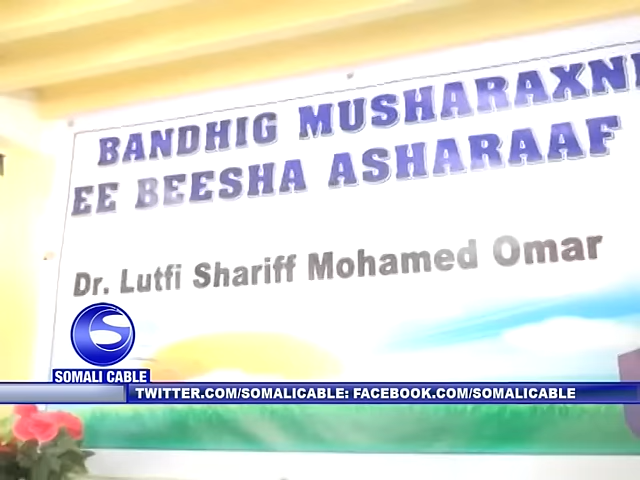 BANDHIG MUSHARAXN
EE BEESHA ASHARAAF
Dr. Lutfi Shariff Mohamed Omar
S
SOMALI CABLE
TWITTER.COM/SOMALICABLE: FACEBOOK.COM/SOMALICABLE